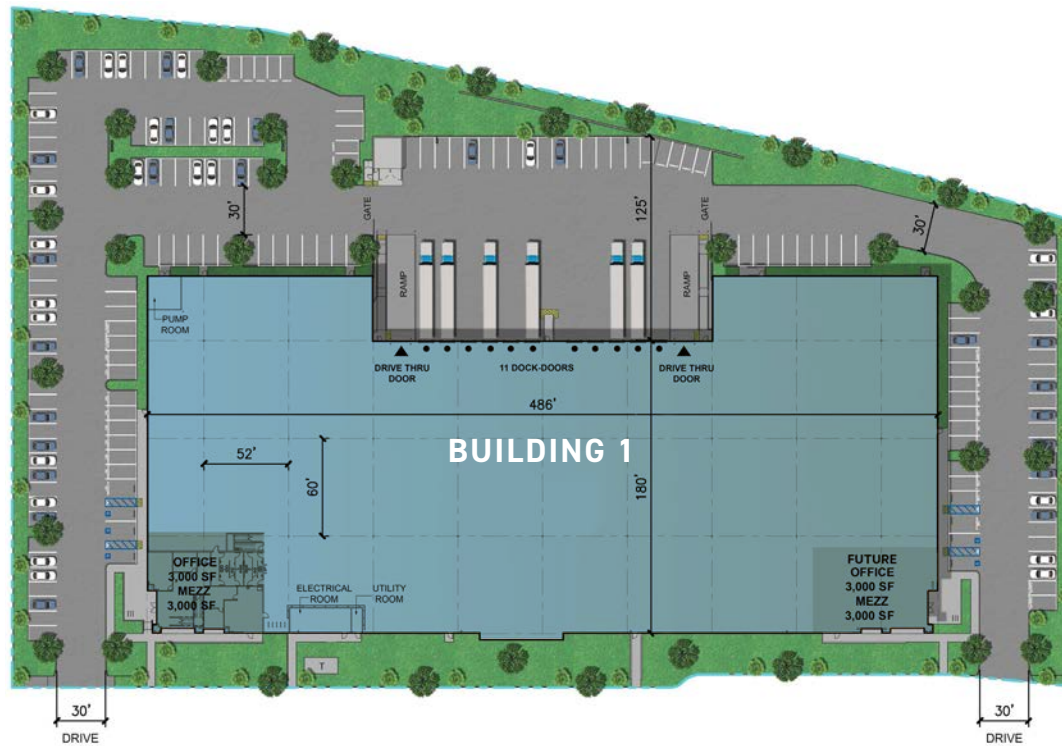 30'
GATE
125'
GATE
30'
RAMP
RAMP
PUMP
ROOM
DRIVE THRU
DOOR
11 DOCK-DOORS
DRIVE THRU
DOOR
486'
BUILDING 1
52'
60'
180'
OFFICE
3,000 SF
MEZZ
3,000 SF
ELECTRICAL
ROOM
UTILITY
ROOM
FUTURE
OFFICE
3,000 SF
MEZZ
3,000 SF
T
30'
DRIVE
30'
DRIVE